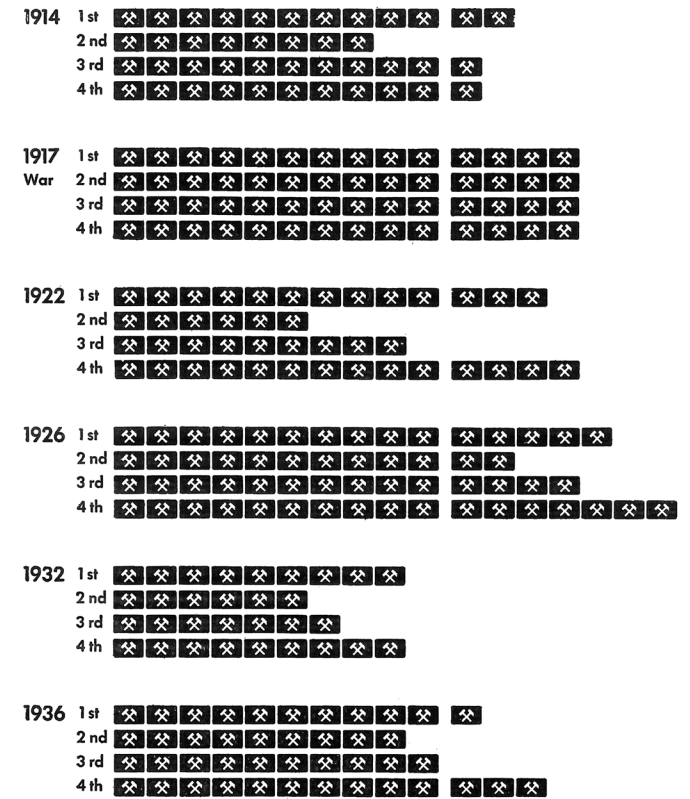 1914 1st
2nd
3rd
4th
1917 1st
War 2nd
3rd
4th
1922 1st
2nd
3rd
4th
1926 1st
2nd
3rd
4th
1932 1st
2nd
3rd
4th
1936 1st
2nd
3rd
4th